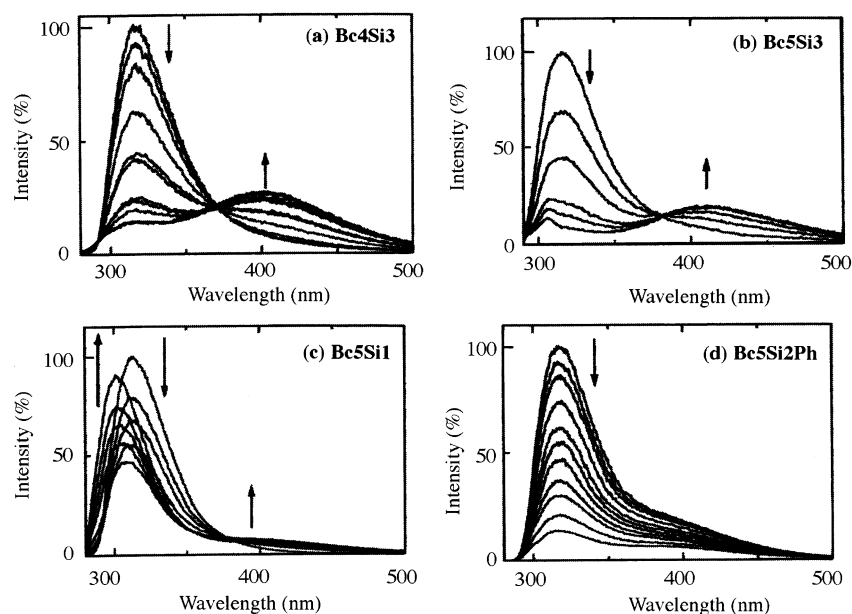 (a) Bc4Si3
100
50
0
Intensity (%)
300
400
500
Wavelength (nm)
(b) Bc5Si3
100
50
0
Intensity (%)
300
400
500
Wavelength (nm)
(c) Bc5Si1
100
50
0
Intensity (%)
300
400
500
Wavelength (nm)
(d) Bc5Si2Ph
100
50
0
Intensity (%)
300
400
500
Wavelength (nm)